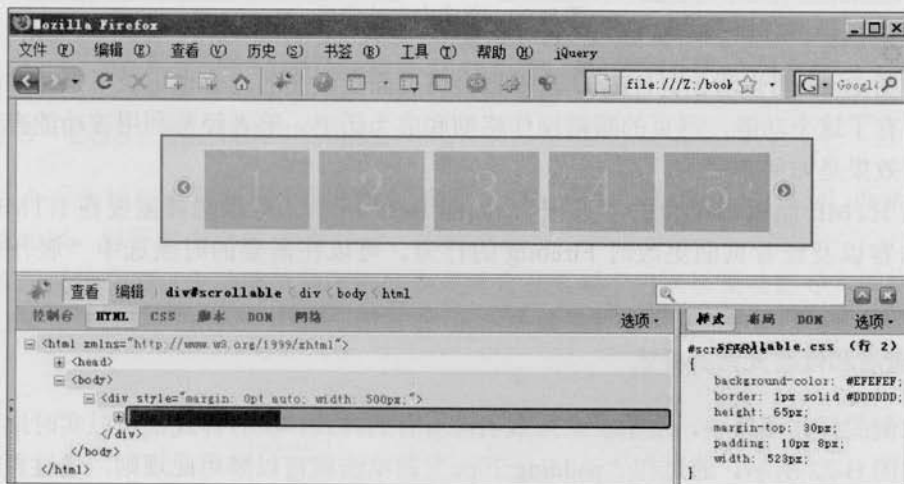 Mozilla Firefox
文件 (F) 编辑 (E) 查看 (V) 历史 (S) 书签 (B) 工具 (T) 帮助 (H) jQuery
file:///Z:/book G Google
1 2 3 4 5
查看 编辑 div#scrollable < div < body < html
控制台 HTML CSS 脚本 DOM 网络 选项
样式 布局 DOM 选项
<html xmlns="http://www.w3.org/1999/xhtml">
<head>
<body>
<div style="margin: 0pt auto; width: 500px;">
</div>
</body>
</html>
#scrollable scrollable.css (行 2)
{
background-color: #EFEFEF;
border: 1px solid #DDDDDD;
height: 65px;
margin-top: 30px;
padding: 10px 8px;
width: 523px;
}